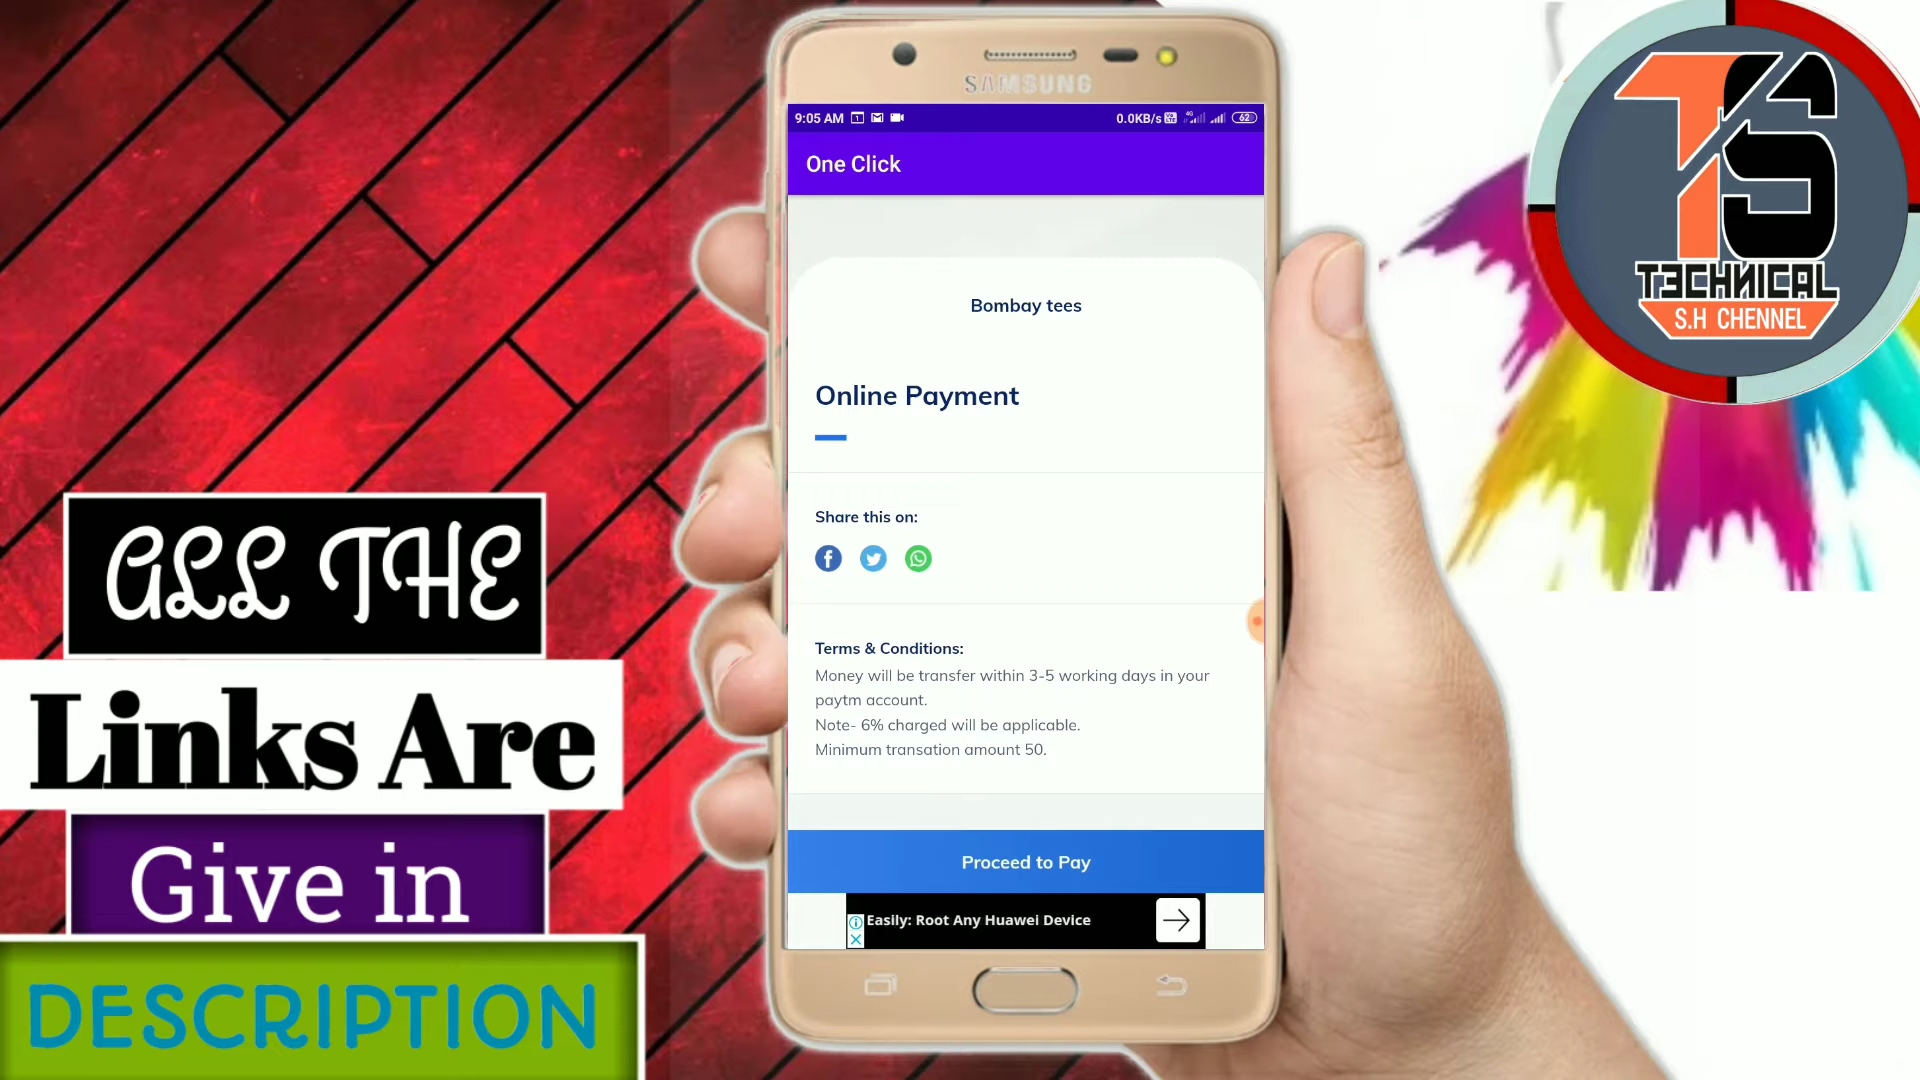 SAMSUNG
9:05 AM
0.0KB/s
62
One Click
Bombay tees
Online Payment
Share this on:
Terms & Conditions:
Money will be transfer within 3-5 working days in your
paytm account.
Note- 6% charged will be applicable.
Minimum transation amount 50.
Proceed to Pay
Easily: Root Any Huawei Device
ALL THE
Links Are
Give in
DESCRIPTION
TS
TECHNICAL
S.H CHENNEL